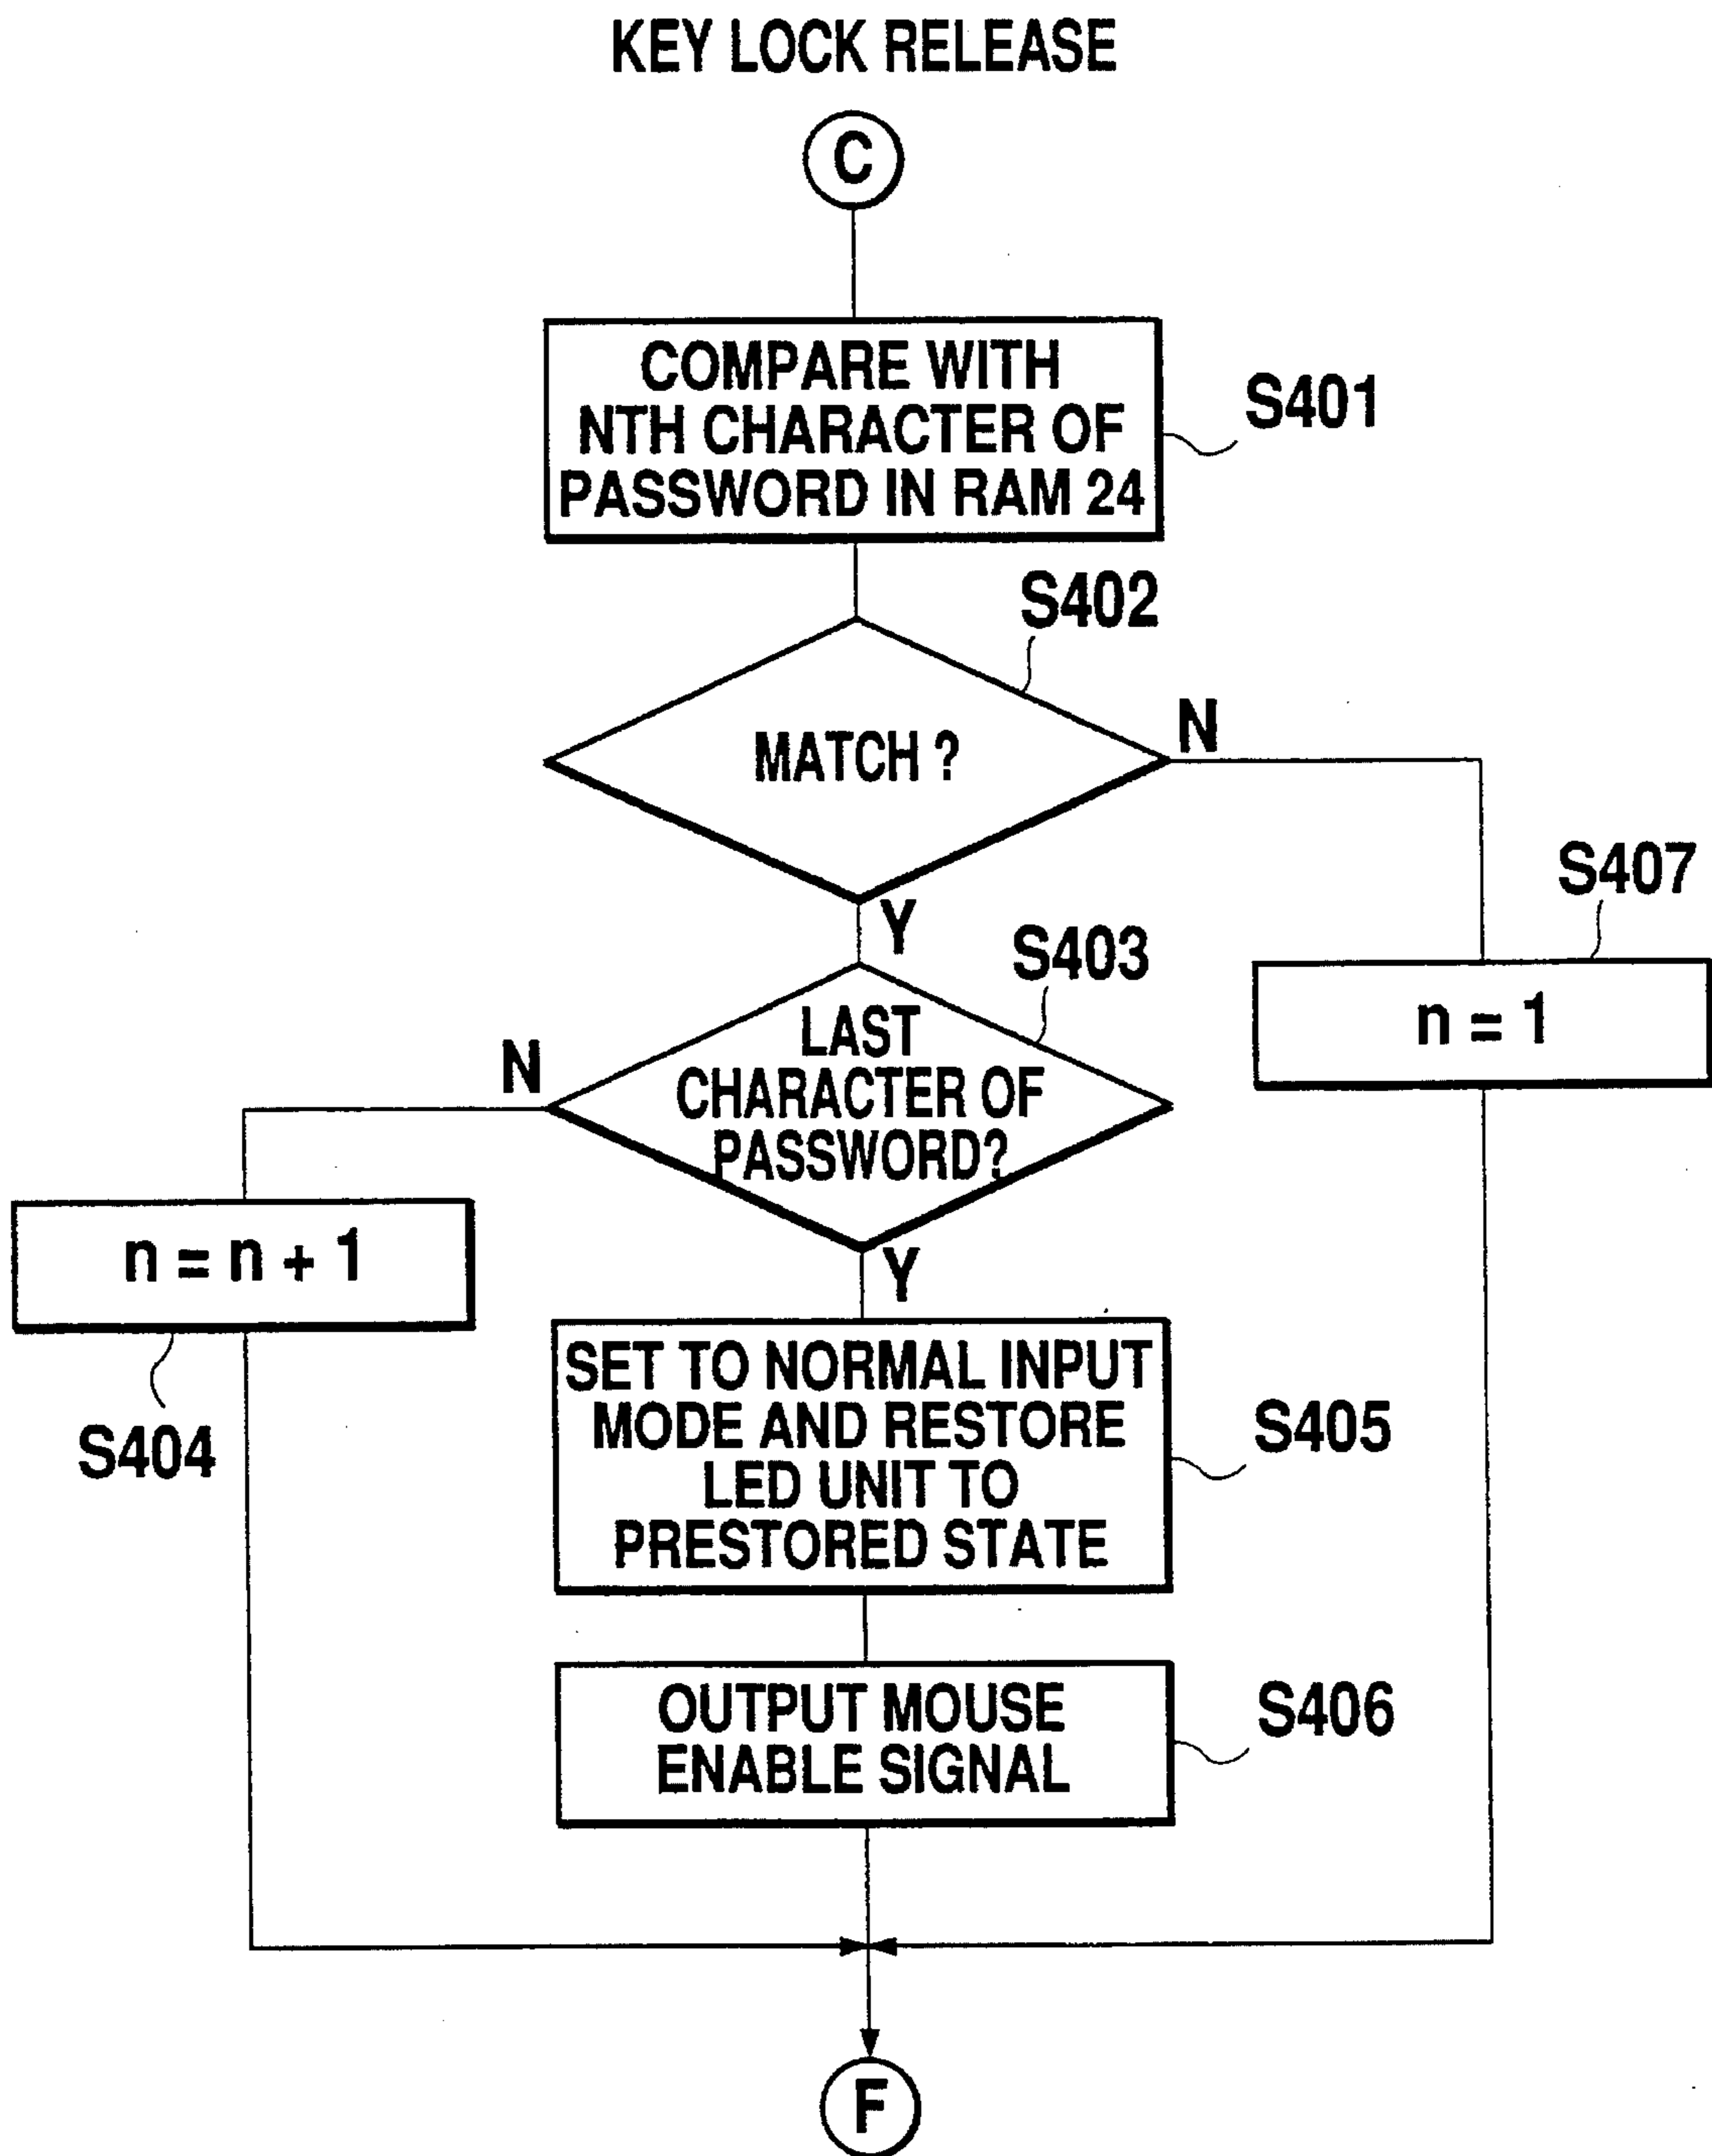 KEY LOCK RELEASE
C
COMPARE WITH
NTH CHARACTER OF
PASSWORD IN RAM 24
S401
S402
MATCH ?
N
Y
S407
n = 1
S403
LAST
CHARACTER OF
PASSWORD?
N
Y
n = n + 1
S404
SET TO NORMAL INPUT
MODE AND RESTORE
LED UNIT TO
PRESTORED STATE
S405
OUTPUT MOUSE
ENABLE SIGNAL
S406
F